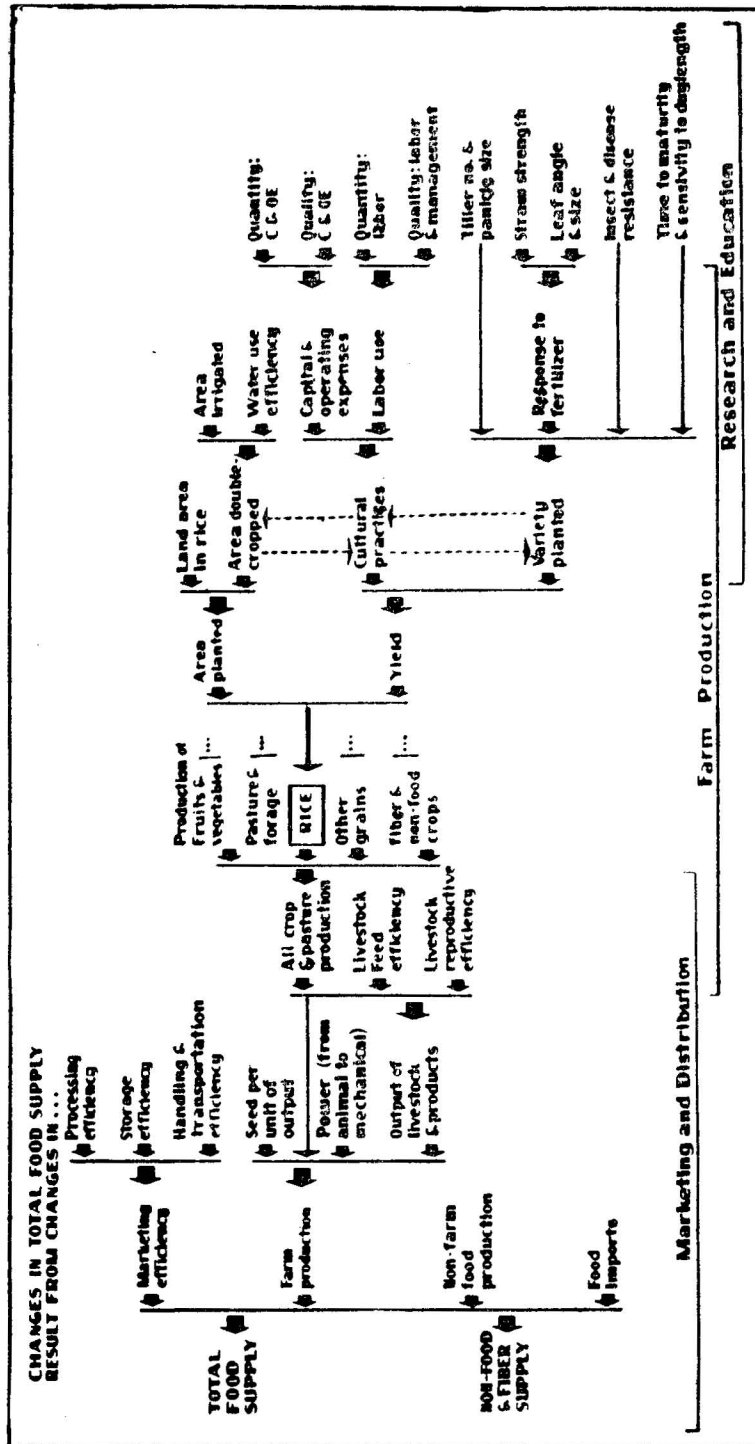 CHANGES IN TOTAL FOOD SUPPLY
RESULT FROM CHANGES IN...
TOTAL
FOOD
SUPPLY
NON-FOOD
& FIBER SUPPLY
Marketing
efficiency
Farm
production
Non-farm
food
production
Food
imports
Processing
efficiency
Storage
efficiency
Handling &
transportation
efficiency
Seed per
unit of
output
Power (from
animal to
mechanical)
Output of
livestock
& products
All crop
& pasture
production
Livestock
Feed
efficiency
Livestock
reproductive
efficiency
Production of
Fruits &
vegetables ...
Pasture &
forage ...
RICE
Other
grains ...
fiber &
non-food
crops ...
Area
planted
Yield
Land area
in rice
Area double-
cropped
Cultural
practises
Variety
planted
Area
irrigated
Water use
efficiency
Capital &
operating
expenses
Labor use
Response to
fertilizer
Quantity:
C & OE
Quality:
C & OE
Quantity:
labor
Quality: labor
& management
Tiller no. &
panicle size
Straw strength
Leaf angle
& size
Insect & disease
resistance
Time to maturity
& sensivity to daylength
Marketing and Distribution
Farm Production
Research and Education